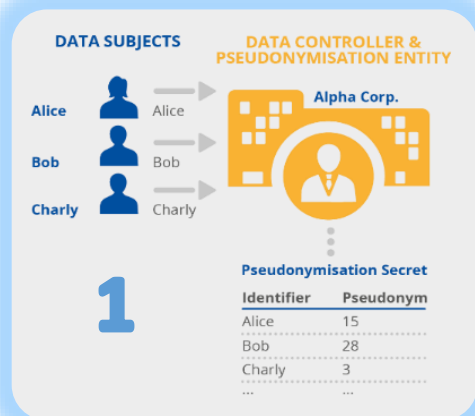 DATA SUBJECTS
DATA CONTROLLER &
PSEUDONYMISATION ENTITY
Alpha Corp.
Alice Alice
Bob Bob
Charly Charly
1
Pseudonymisation Secret
Identifier Pseudonym
Alice 15
Bob 28
Charly 3
... ...